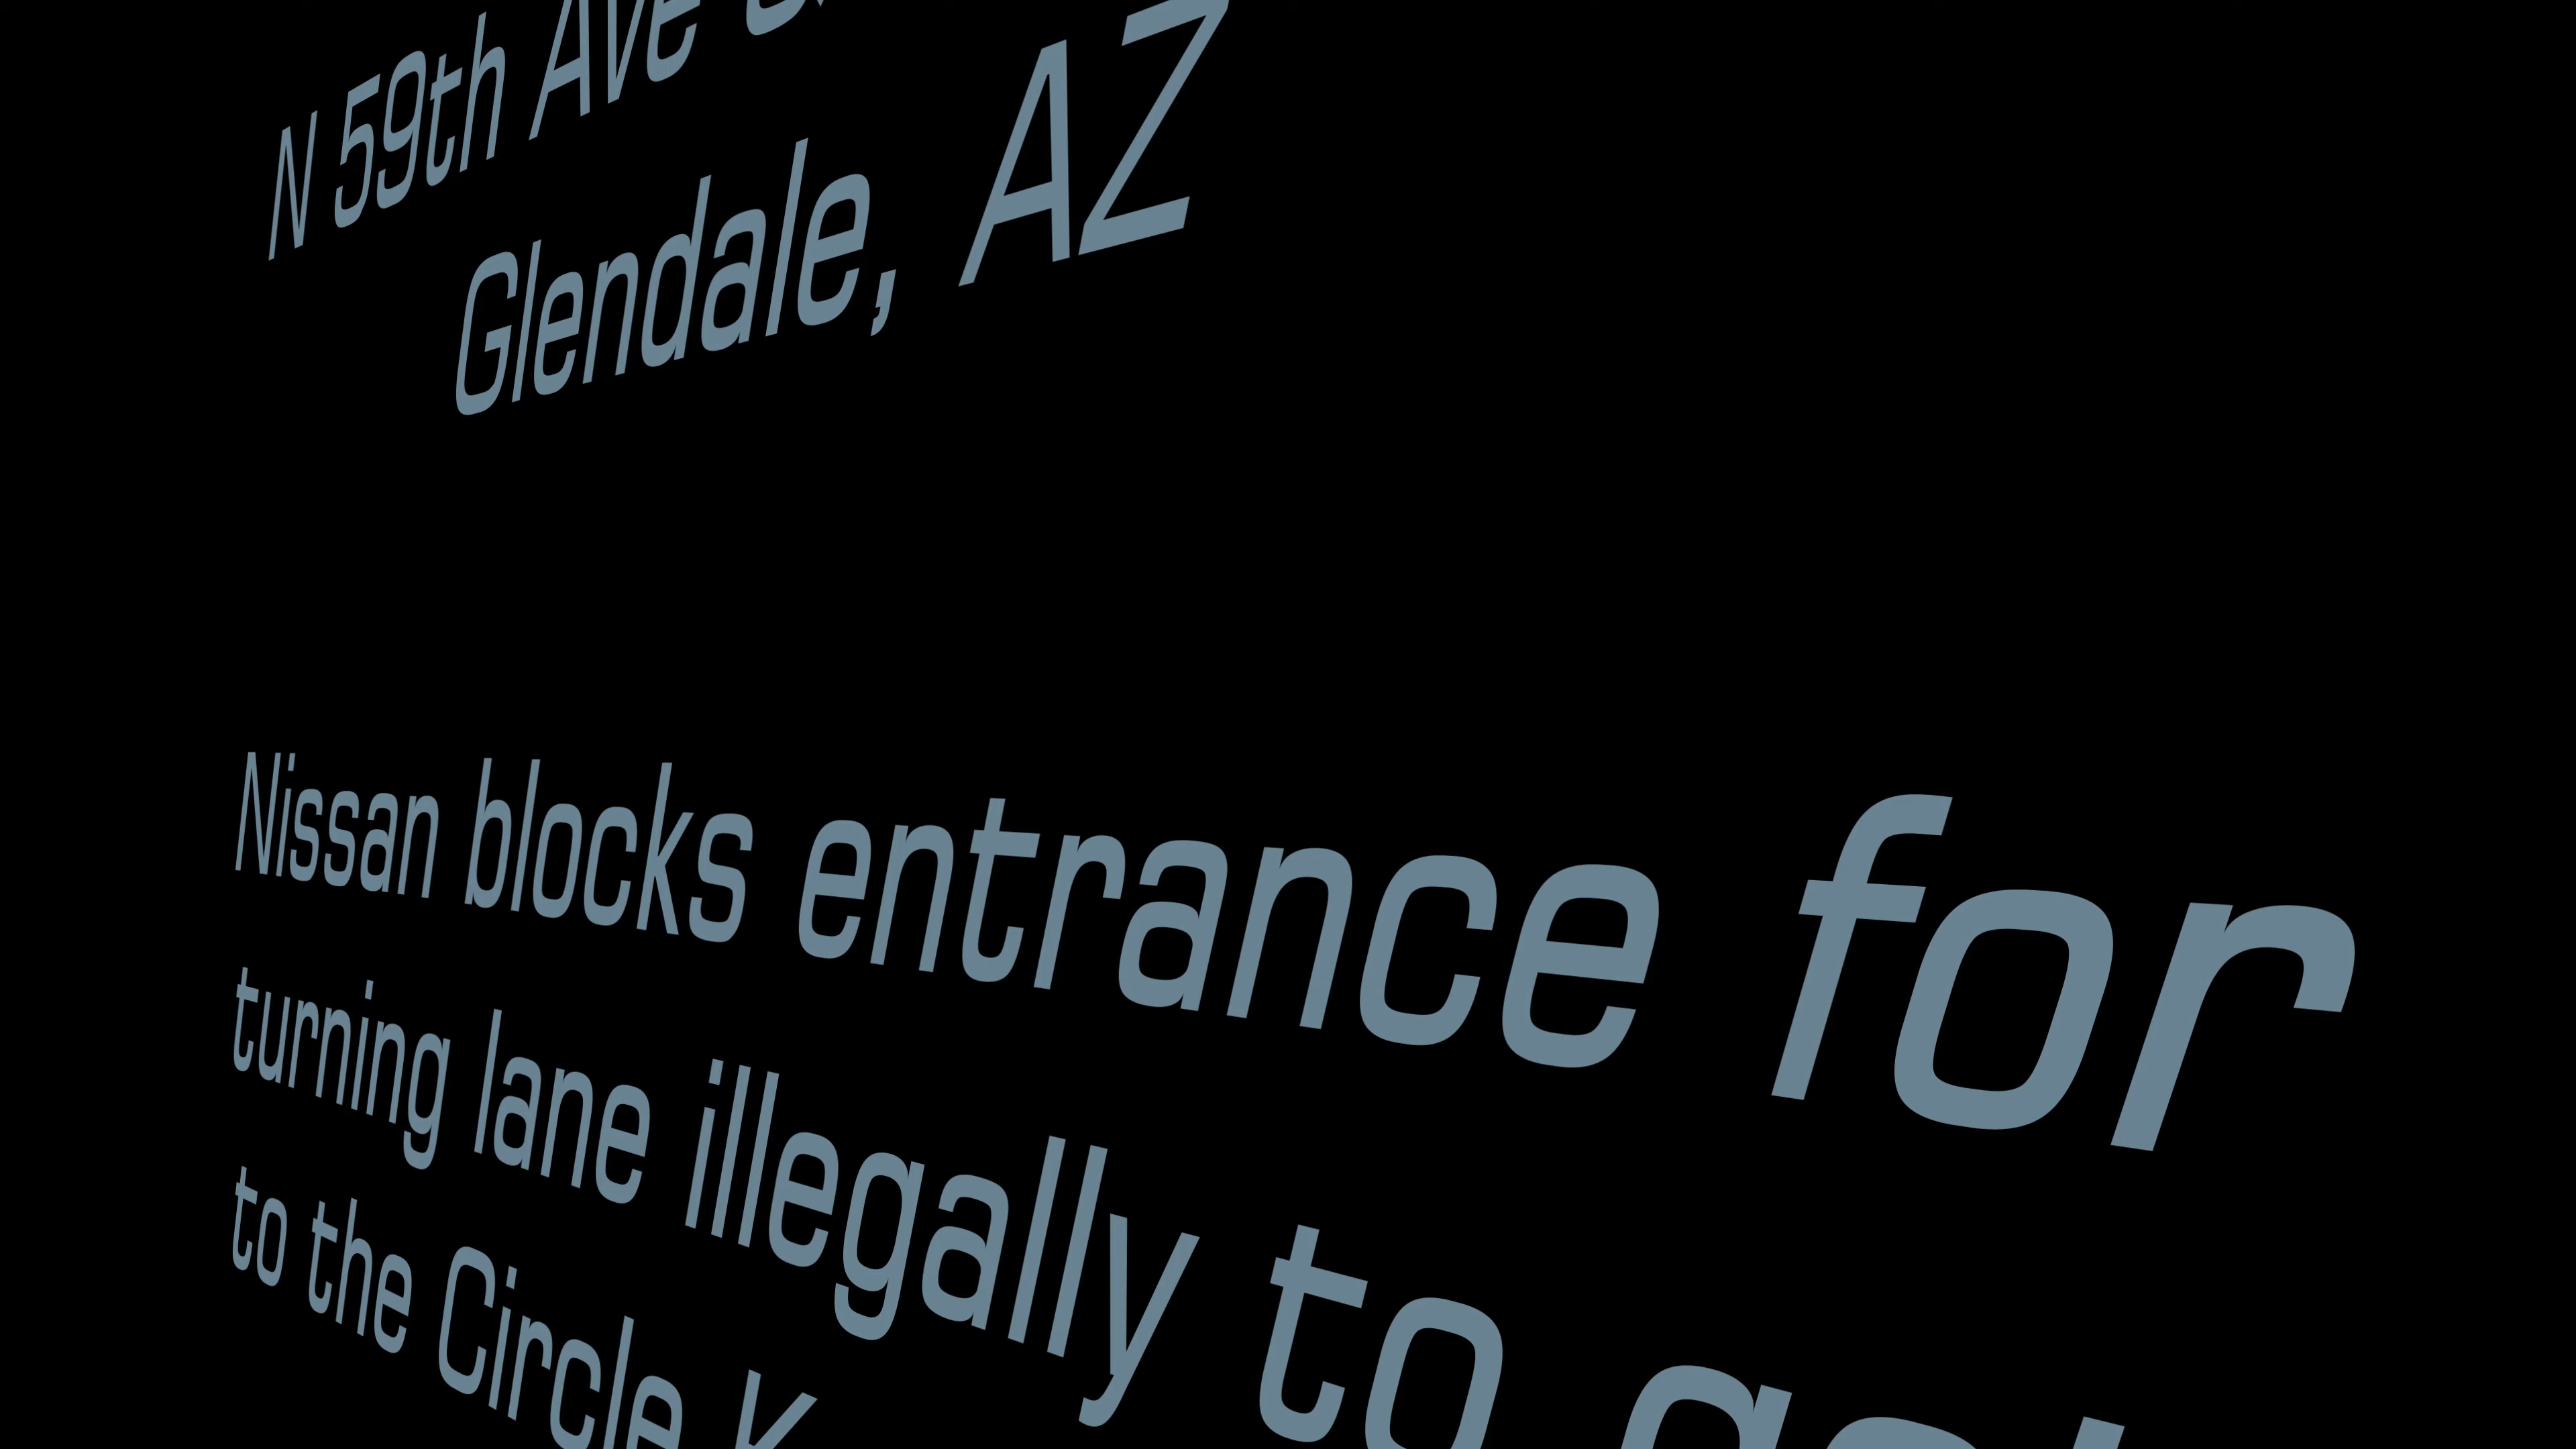 N 59th Ave
Glendale, AZ
Nissan blocks entrance for
turning lane illegally to
to the Circle K